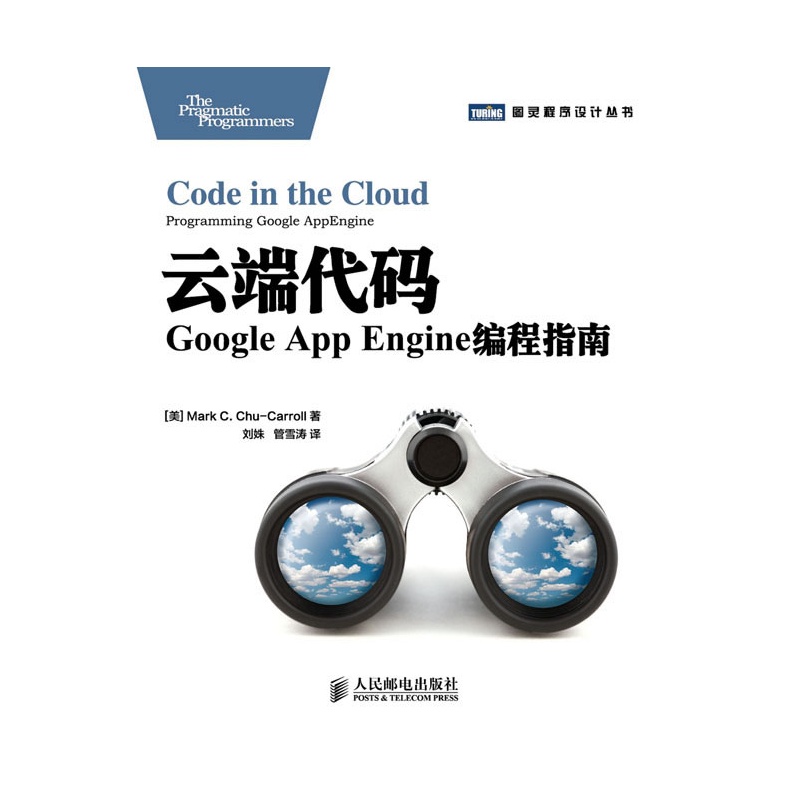 The
Pragmatic
Programmers
TURING 图灵程序设计丛书
Code in the Cloud
Programming Google AppEngine
云端代码
Google App Engine编程指南
[美] Mark C. Chu-Carroll 著
刘姝 管雪涛 译
人民邮电出版社
POSTS & TELECOM PRESS